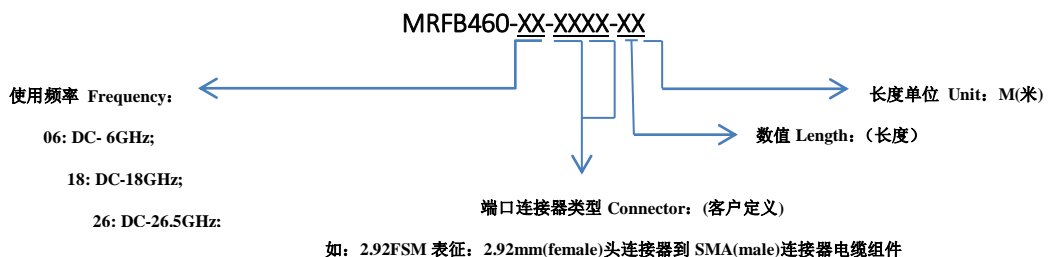 MRFB460-XX-XXXX-XX
使用频率 Frequency：
长度单位 Unit：M(米)
06: DC- 6GHz;
数值 Length：（长度）
18: DC-18GHz;
26: DC-26.5GHz:
端口连接器类型 Connector：(客户定义)
如：2.92FSM 表征：2.92mm(female)头连接器到 SMA(male)连接器电缆组件